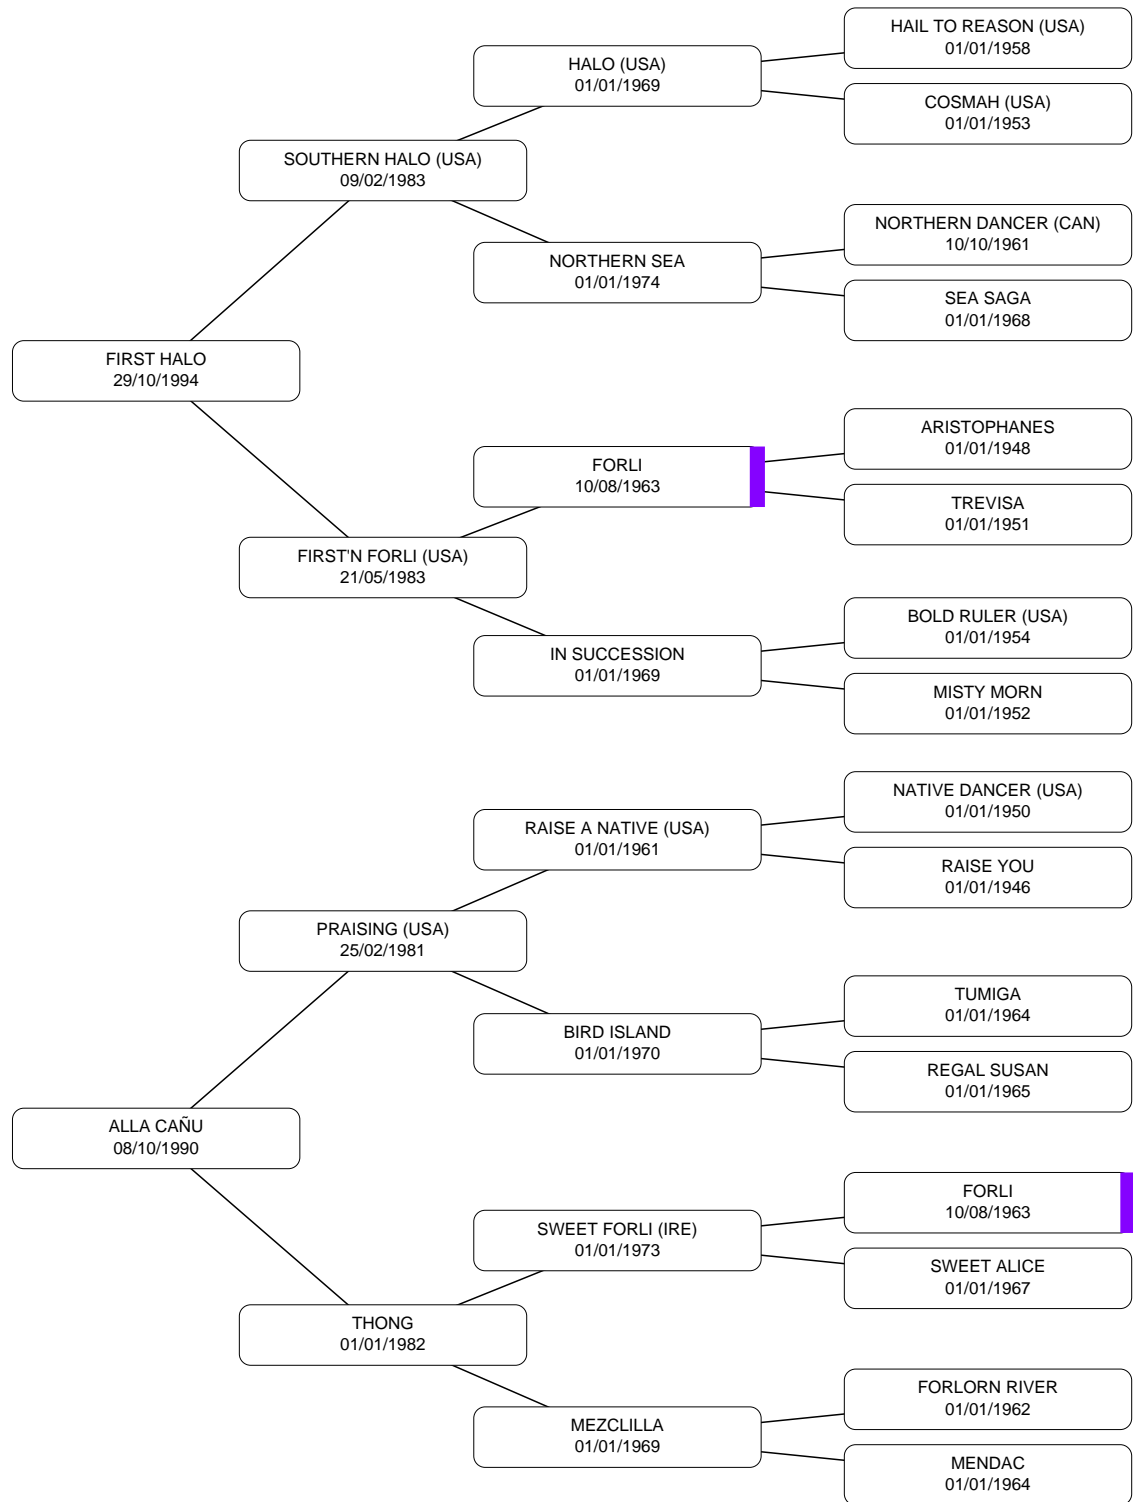 HAIL TO REASON (USA)
01/01/1958
HALO (USA)
01/01/1969
COSMAH (USA)
01/01/1953
SOUTHERN HALO (USA)
09/02/1983
NORTHERN DANCER (CAN)
10/10/1961
NORTHERN SEA
01/01/1974
SEA SAGA
01/01/1968
FIRST HALO
29/10/1994
ARISTOPHANES
01/01/1948
FORLI
10/08/1963
TREVISA
01/01/1951
FIRST'N FORLI (USA)
21/05/1983
BOLD RULER (USA)
01/01/1954
IN SUCCESSION
01/01/1969
MISTY MORN
01/01/1952
NATIVE DANCER (USA)
01/01/1950
RAISE A NATIVE (USA)
01/01/1961
RAISE YOU
01/01/1946
PRAISING (USA)
25/02/1981
TUMIGA
01/01/1964
BIRD ISLAND
01/01/1970
REGAL SUSAN
01/01/1965
ALLA CAÑU
08/10/1990
FORLI
10/08/1963
SWEET FORLI (IRE)
01/01/1973
SWEET ALICE
01/01/1967
THONG
01/01/1982
FORLORN RIVER
01/01/1962
MEZCLILLA
01/01/1969
MENDAC
01/01/1964